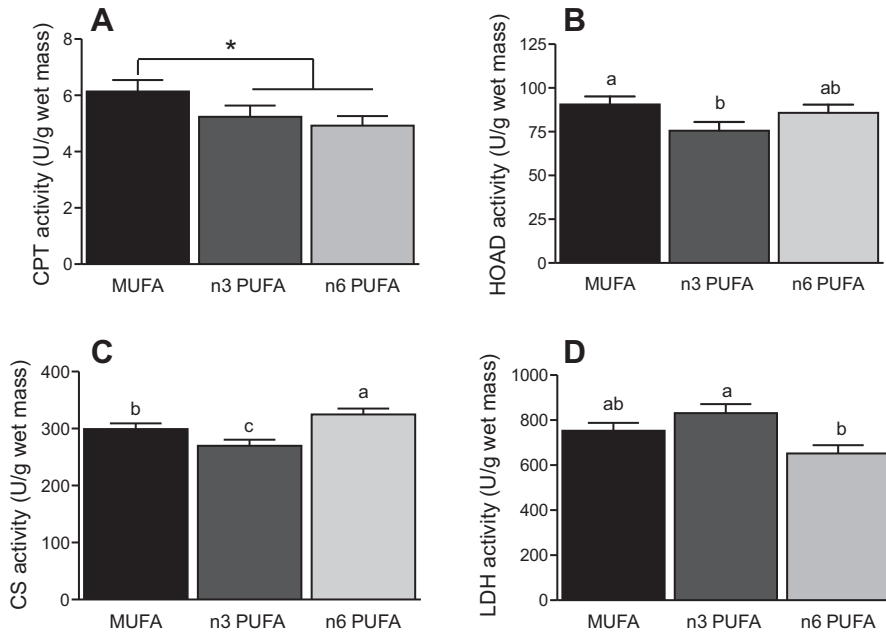 A
CPT activity (U/g wet mass)
8
6
4
2
0
*
MUFA n3 PUFA n6 PUFA
B
HOAD activity (U/g wet mass)
125
100
75
50
25
0
a b ab
MUFA n3 PUFA n6 PUFA
C
CS activity (U/g wet mass)
400
300
200
100
0
b c a
MUFA n3 PUFA n6 PUFA
D
LDH activity (U/g wet mass)
1000
800
600
400
200
0
ab a b
MUFA n3 PUFA n6 PUFA